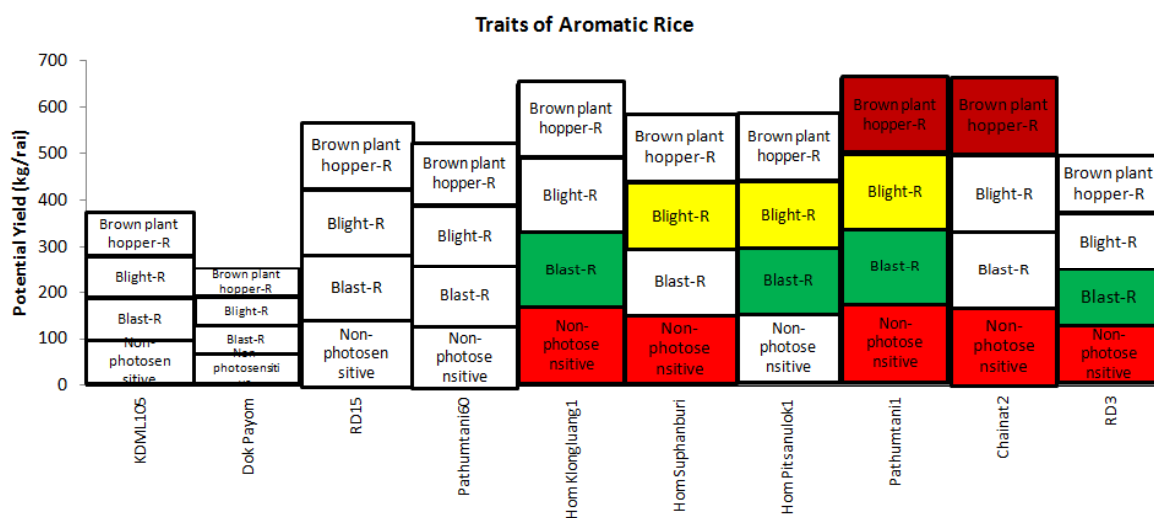 Traits of Aromatic Rice
Potential Yield (kg/rai)
700
600
500
400
300
200
100
0
Brown plant
hopper-R
Blight-R
Blast-R
Non-
photosen
sitive
KDML105
Brown plant
hopper-R
Blight-R
Blast-R
Non-
photosensiti
Dok Payom
Brown plant
hopper-R
Blight-R
Blast-R
Non-
photosen
sitive
RD15
Brown plant
hopper-R
Blight-R
Blast-R
Non-
photose
nsitive
Pathumtani60
Brown plant
hopper-R
Blight-R
Blast-R
Non-
photose
nsitive
Hom Klongluang1
Brown plant
hopper-R
Blight-R
Blast-R
Non-
photose
nsitive
Hom Suphanburi
Brown plant
hopper-R
Blight-R
Blast-R
Non-
photose
nsitive
Hom Pitsanulok1
Brown plant
hopper-R
Blight-R
Blast-R
Non-
photose
nsitive
Pathumtani1
Brown plant
hopper-R
Blight-R
Blast-R
Non-
photose
nsitive
Chainat2
Brown plant
hopper-R
Blight-R
Blast-R
Non-
photose
nsitive
RD3